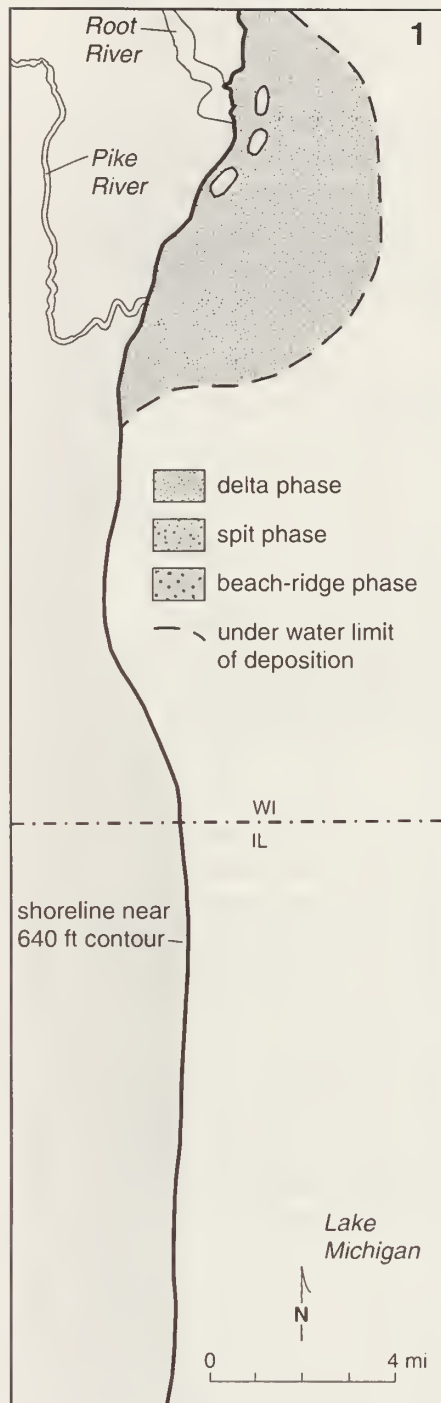 1
Root
River
Pike
River
delta phase
spit phase
beach-ridge phase
under water limit
of deposition
WI
IL
shoreline near
640 ft contour
Lake
Michigan
N
0 4 mi